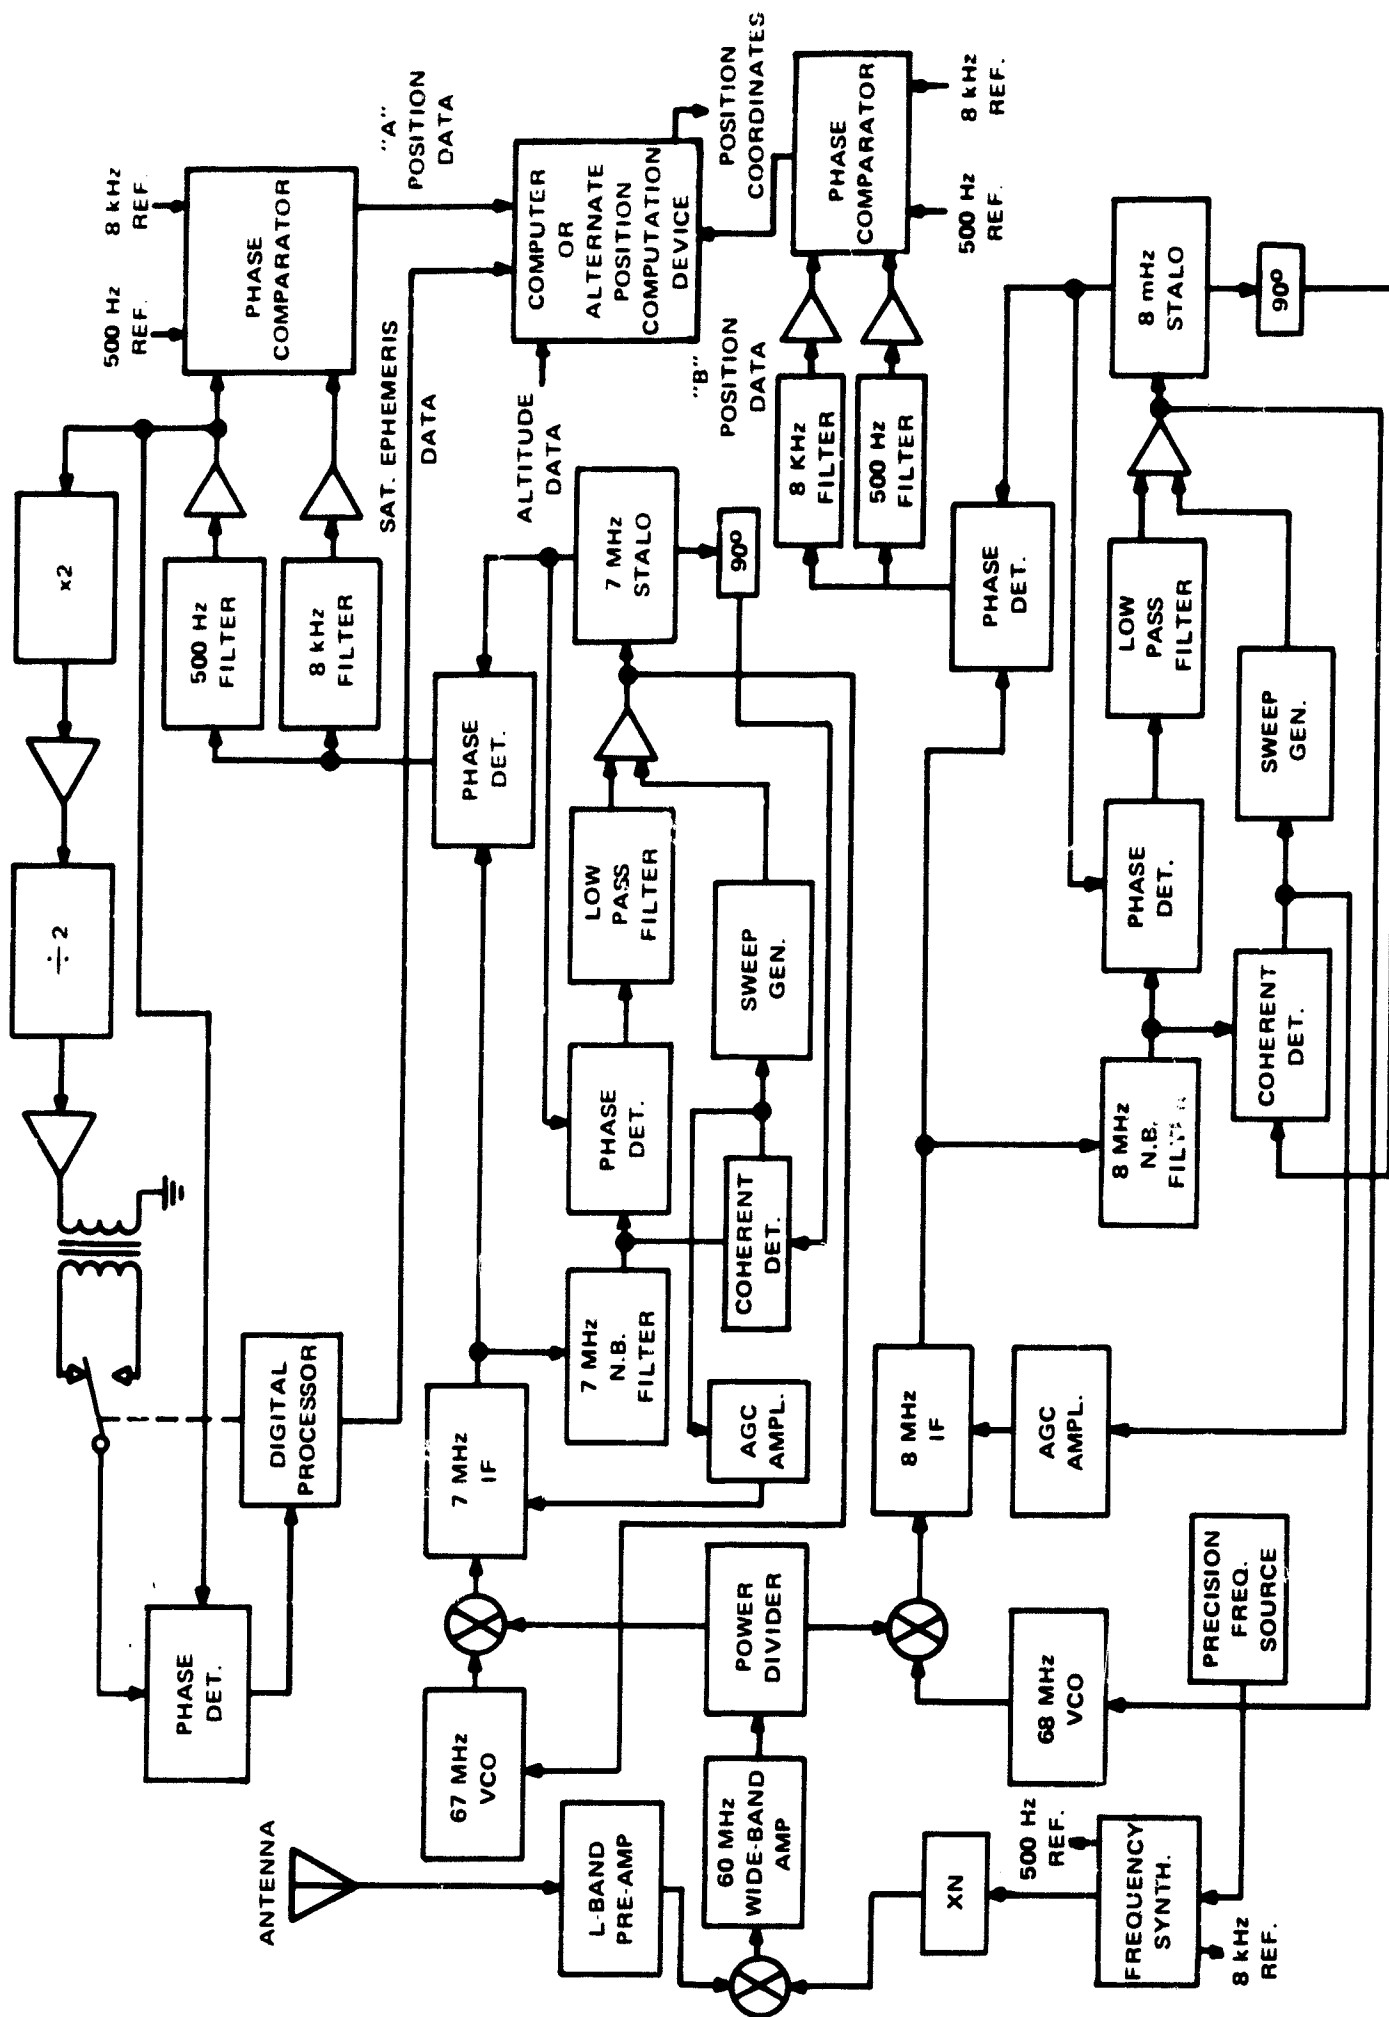 ANTENNA
L-BAND
PRE-AMP
60 MHz
WIDE-BAND
AMP
XN
500 Hz
REF.
FREQUENCY
SYNTH.
8 kHz
REF.
PRECISION
FREQ.
SOURCE
POWER
DIVIDER
67 MHz
VCO
68 MHz
VCO
PHASE
DET.
DIGITAL
PROCESSOR
÷2
x2
7 MHz
IF
7 MHz
N.B.
FILTER
AGC
AMPL.
COHERENT
DET.
PHASE
DET.
LOW
PASS
FILTER
SWEEP
GEN.
7 MHz
STALO
90º
PHASE
DET.
500 Hz
FILTER
8 kHz
FILTER
500 Hz
REF.
8 kHz
REF.
PHASE
COMPARATOR
SAT. EPHEMERIS
DATA
"A"
POSITION
DATA
ALTITUDE
DATA
COMPUTER
OR
ALTERNATE
POSITION
COMPUTATION
DEVICE
POSITION
COORDINATES
"B"
POSITION
DATA
8 KHz
FILTER
500 Hz
FILTER
PHASE
COMPARATOR
500 Hz
REF.
8 kHz
REF.
8 MHz
IF
AGC
AMPL.
8 MHz
N.B.
FILTER
COHERENT
DET.
PHASE
DET.
LOW
PASS
FILTER
SWEEP
GEN.
PHASE
DET.
8 mHz
STALO
90º